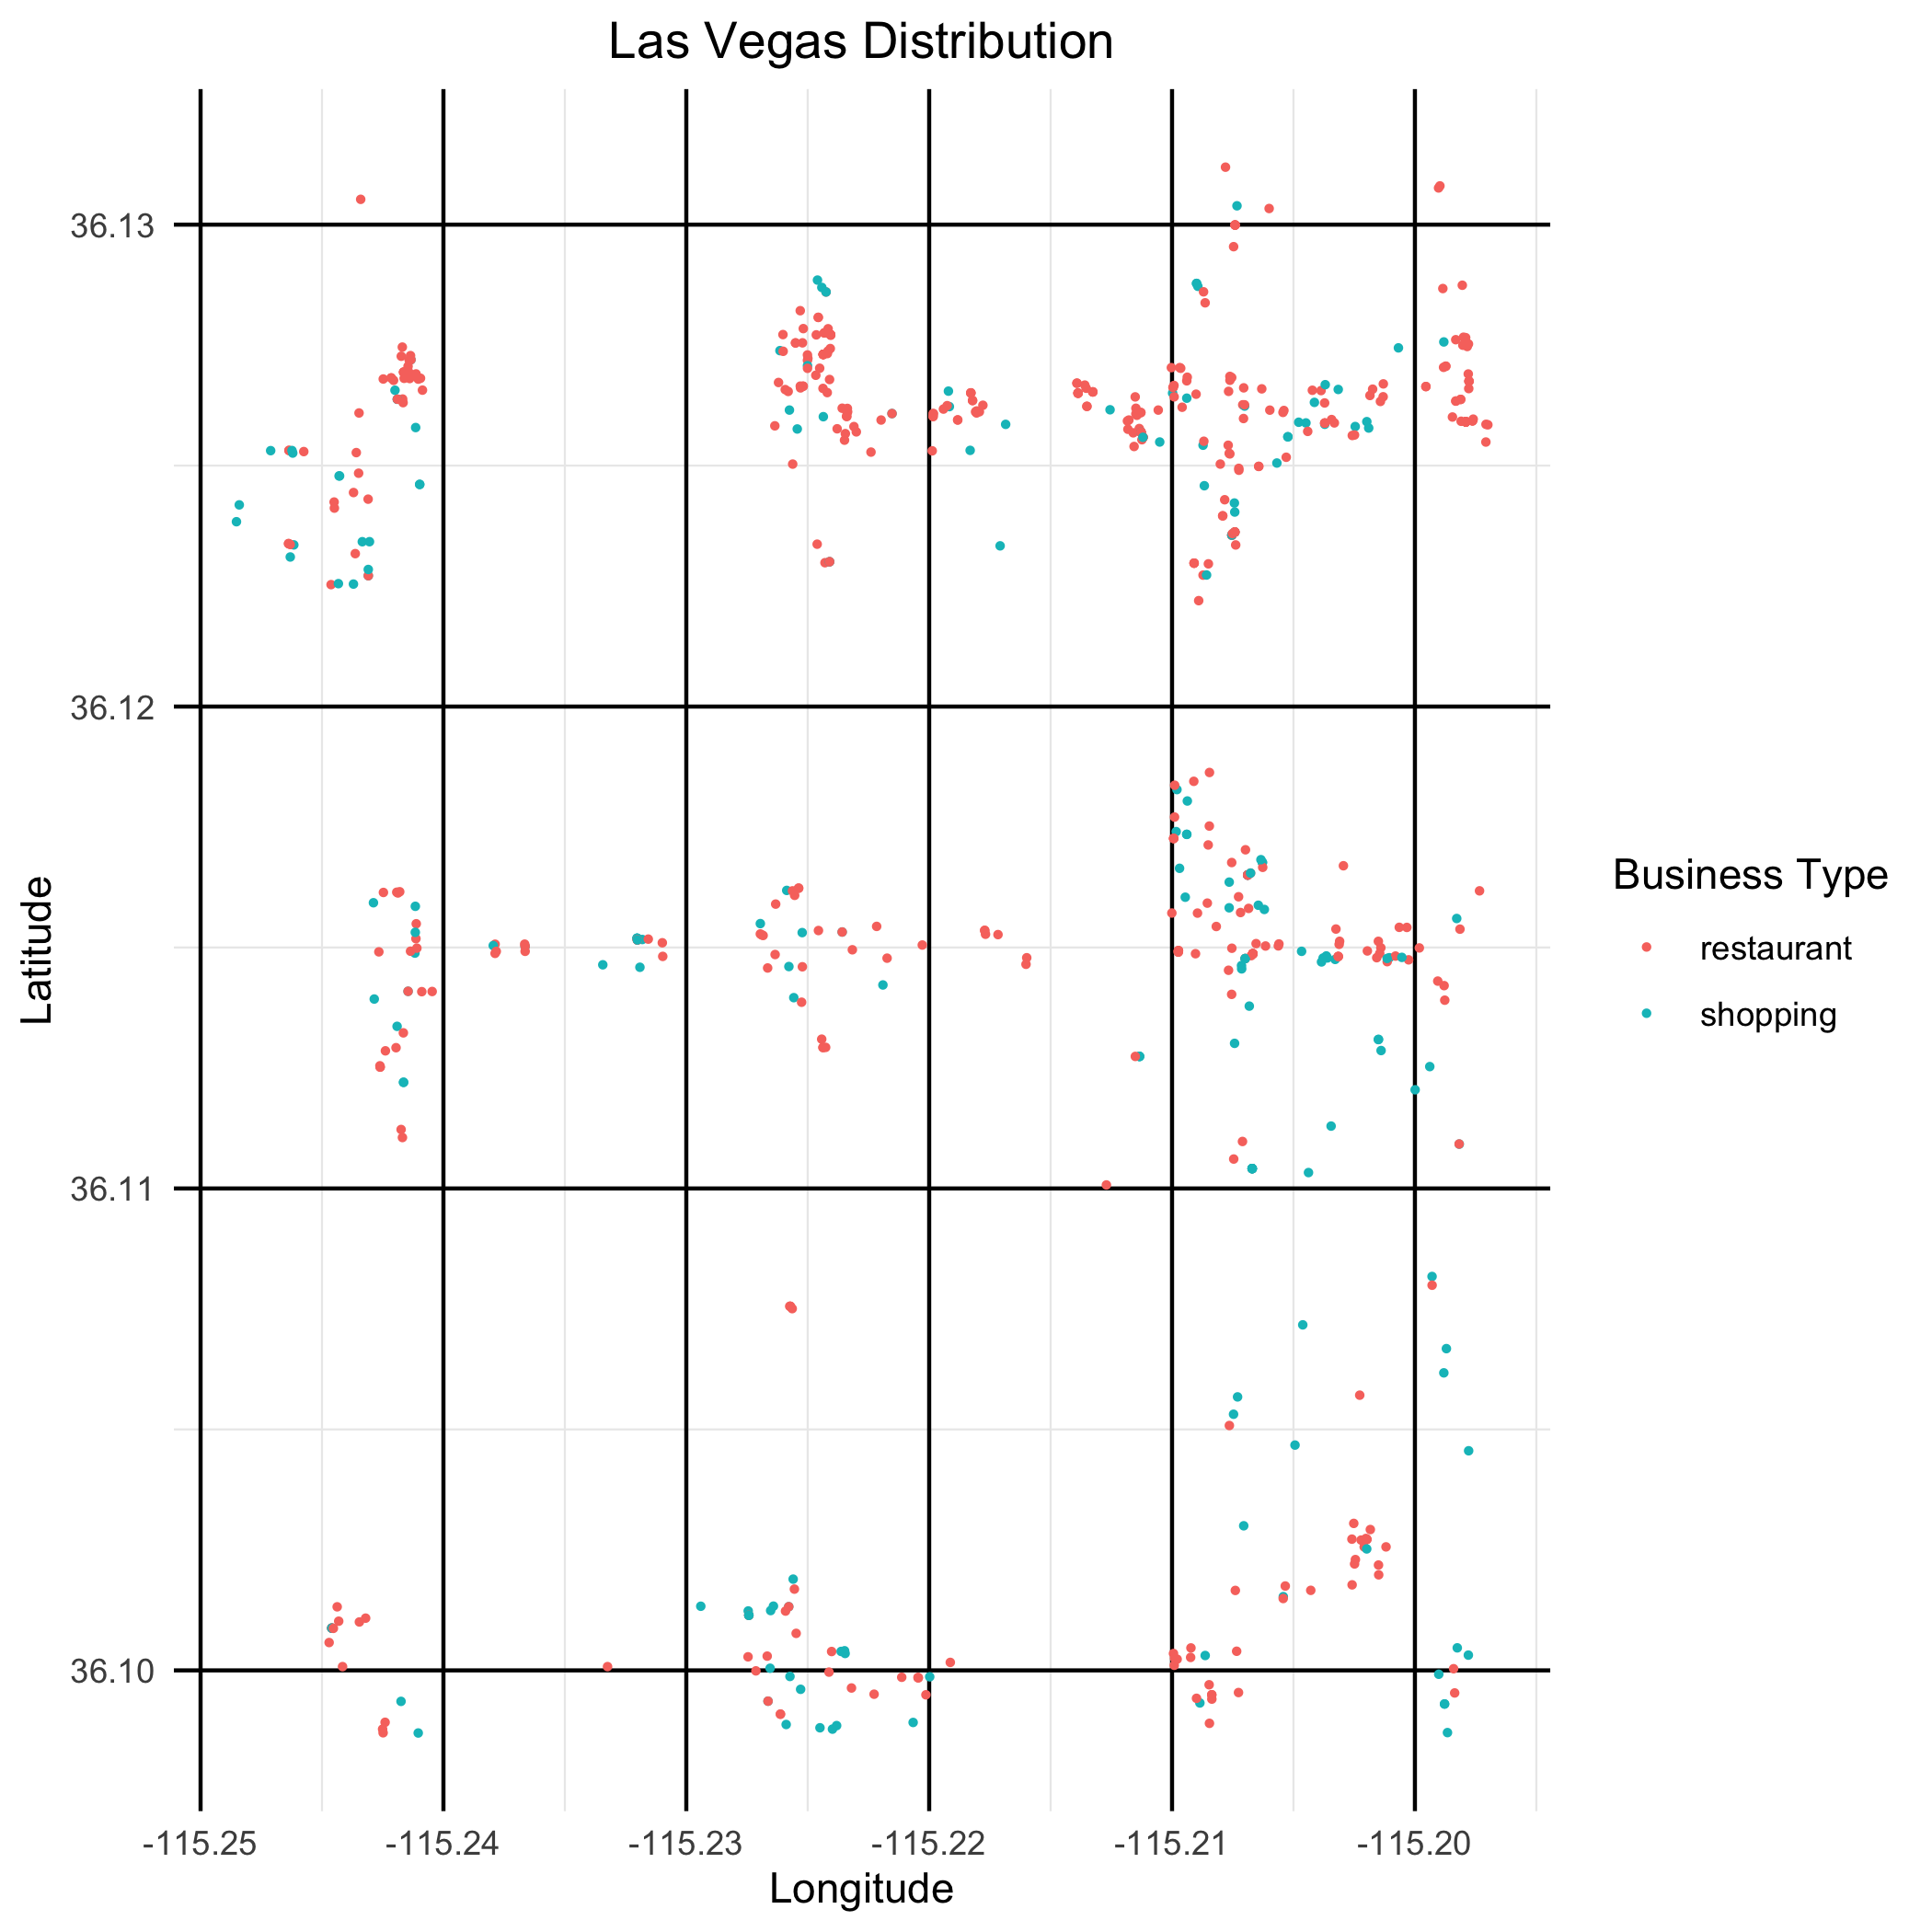 Las Vegas Distribution
36.13
36.12
36.11
36.10
Latitude
-115.25
-115.24
-115.23
-115.22
-115.21
-115.20
Longitude
Business Type
restaurant
shopping